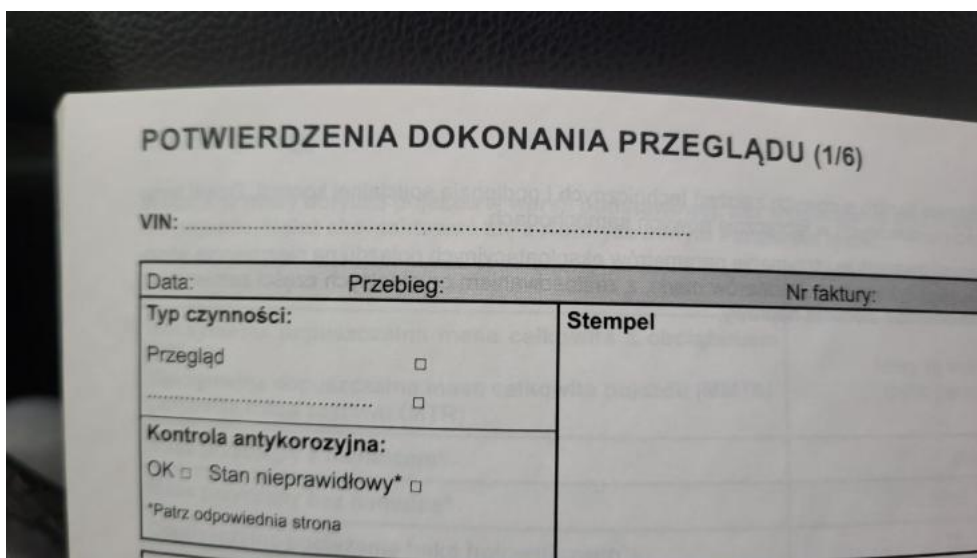 POTWIERDZENIA DOKONANIA PRZEGLĄDU (1/6)
VIN: ........................................................................................
Data: Przebieg: Nr faktury:
Typ czynności: Stempel
Przegląd □
............................................. □
Kontrola antykorozyjna:
OK □ Stan nieprawidłowy* □
*Patrz odpowiednia strona